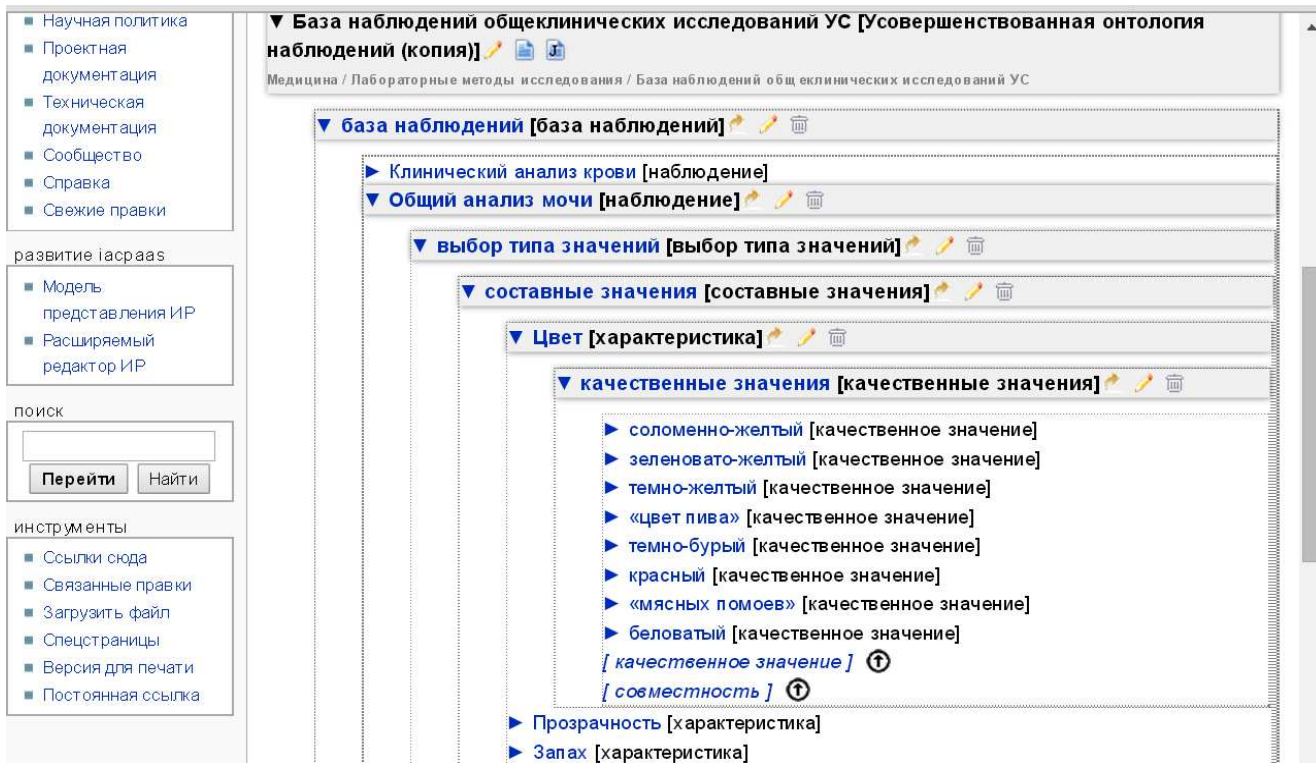 Научная политика
Проектная
документация
Техническая
документация
Сообщество
Справка
Свежие правки
развитие iacpaas
Модель
представления ИР
Расширяемый
редактор ИР
поиск
Перейти Найти
инструменты
Ссылки сюда
Связанные правки
Загрузить файл
Спецстраницы
Версия для печати
Постоянная ссылка
▼ База наблюдений общеклинических исследований УС [Усовершенствованная онтология
наблюдений (копия)]
Медицина / Лабораторные методы исследования / База наблюдений общеклинических исследований УС
▼ база наблюдений [база наблюдений]
► Клинический анализ крови [наблюдение]
▼ Общий анализ мочи [наблюдение]
▼ выбор типа значений [выбор типа значений]
▼ составные значения [составные значения]
▼ Цвет [характеристика]
▼ качественные значения [качественные значения]
► соломенно-желтый [качественное значение]
► зеленовато-желтый [качественное значение]
► темно-желтый [качественное значение]
► «цвет пива» [качественное значение]
► темно-бурый [качественное значение]
► красный [качественное значение]
► «мясных помоев» [качественное значение]
► беловатый [качественное значение]
[ качественное значение ]
[ совместность ]
► Прозрачность [характеристика]
► Запах [характеристика]